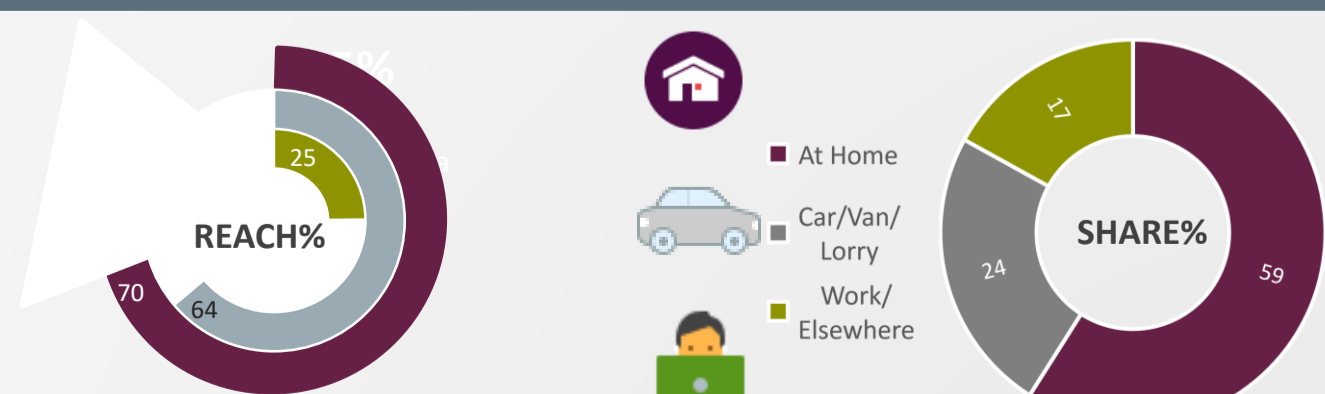 25
REACH%
70
64
At Home
Car/Van/
Lorry
Work/
Elsewhere
17
SHARE%
24
59